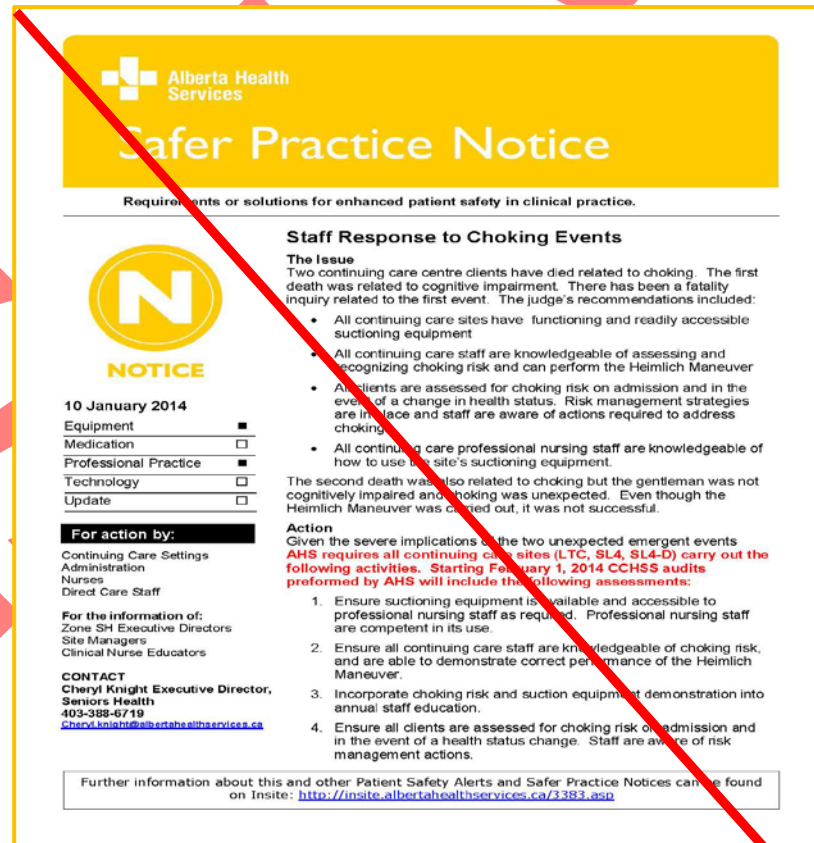 Alberta Health
Services
Safer Practice Notice
Requirements or solutions for enhanced patient safety in clinical practice.
N
NOTICE
10 January 2014
Equipment ■
Medication □
Professional Practice ■
Technology □
Update □
For action by:
Continuing Care Settings
Administration
Nurses
Direct Care Staff
For the information of:
Zone SH Executive Directors
Site Managers
Clinical Nurse Educators
CONTACT
Cheryl Knight Executive Director,
Seniors Health
403-388-6719
Cheryl.knight@albertahealthservices.ca
Staff Response to Choking Events
The Issue
Two continuing care centre clients have died related to choking. The first
death was related to cognitive impairment. There has been a fatality
inquiry related to the first event. The judge's recommendations included:
• All continuing care sites have functioning and readily accessible
suctioning equipment
• All continuing care staff are knowledgeable of assessing and
recognizing choking risk and can perform the Heimlich Maneuver
• All clients are assessed for choking risk on admission and in the
event of a change in health status. Risk management strategies
are in place and staff are aware of actions required to address
choking
• All continuing care professional nursing staff are knowledgeable of
how to use the site's suctioning equipment.
The second death was also related to choking but the gentleman was not
cognitively impaired and choking was unexpected. Even though the
Heimlich Maneuver was carried out, it was not successful.
Action
Given the severe implications of the two unexpected emergent events
AHS requires all continuing care sites (LTC, SL4, SL4-D) carry out the
following activities. Starting February 1, 2014 CCHSS audits
preformed by AHS will include the following assessments:
1. Ensure suctioning equipment is available and accessible to
professional nursing staff as required. Professional nursing staff
are competent in its use.
2. Ensure all continuing care staff are knowledgeable of choking risk,
and are able to demonstrate correct performance of the Heimlich
Maneuver.
3. Incorporate choking risk and suction equipment demonstration into
annual staff education.
4. Ensure all clients are assessed for choking risk on admission and
in the event of a health status change. Staff are aware of risk
management actions.
Further information about this and other Patient Safety Alerts and Safer Practice Notices can be found
on Insite: http://insite.albertahealthservices.ca/3383.asp